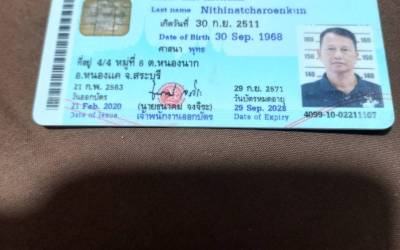 Last name Nithinatcharoenkun
เกิดวันที่ 30 ก.ย. 2511
Date of Birth 30 Sep. 1968
ศาสนา พุทธ
ที่อยู่ 4/4 หมู่ที่ 8 ต.หนองนาก
อ.หนองแค จ.สระบุรี
21 ก.พ. 2563
วันออกบัตร
21 Feb. 2020
Date of Issue
เจ้าพนักงานออกบัตร
29 ก.ย. 2571
วันบัตรหมดอายุ
29 Sep. 2028
Date of Expiry
4099-10-02211107